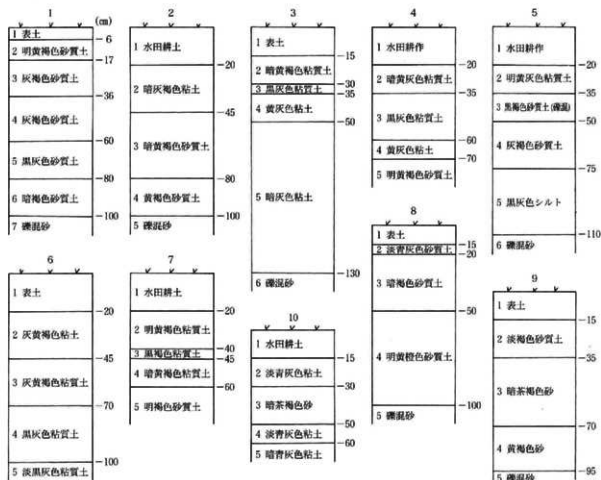 1
(cm)
1 表土
-6
2 明黄褐色砂質土
-17
3 灰褐色砂質土
-36
4 灰褐色砂質土
-60
5 黒灰色砂質土
-80
6 暗褐色砂質土
-100
7 礫混砂
2
1 水田耕土
-20
2 暗灰褐色粘土
-45
3 暗黄褐色砂質土
-80
4 黄褐色砂質土
-100
5 礫混砂
3
1 表土
-15
2 暗黄褐色粘質土
-30
3 黒灰色粘質土
-35
4 黄灰色粘土
-50
5 暗灰色粘土
-130
6 礫混砂
4
1 水田耕作
-20
2 暗黄灰色粘質土
-35
3 黒灰色粘質土
-60
4 黄灰色粘土
-70
5 明黄褐色砂質土
5
1 水田耕作
-20
2 明黄灰色粘質土
-35
3 黒褐色砂質土(礫混)
-50
4 灰褐色砂質土
-75
5 黒灰色シルト
-110
6 礫混砂
6
1 表土
-20
2 灰黄褐色粘土
-45
3 灰黄褐色粘質土
-70
4 黒灰色粘質土
-100
5 淡黒灰色粘質土
7
1 水田耕土
-20
2 明黄褐色粘質土
-40
3 黒褐色粘質土
-45
4 暗黄褐色粘質土
-60
5 明褐色砂質土
10
1 水田耕土
-15
2 淡青灰色粘土
-30
3 暗茶褐色砂
-50
4 淡青灰色粘土
-60
5 暗青灰色粘土
8
1 表土
-15
2 淡青灰色砂質土
-20
3 暗褐色砂質土
-50
4 明黄橙色砂質土
-100
5 礫混砂
9
1 表土
-15
2 淡褐色砂質土
-35
3 暗茶褐色砂
-70
4 黄褐色砂
-95
5 礫混砂